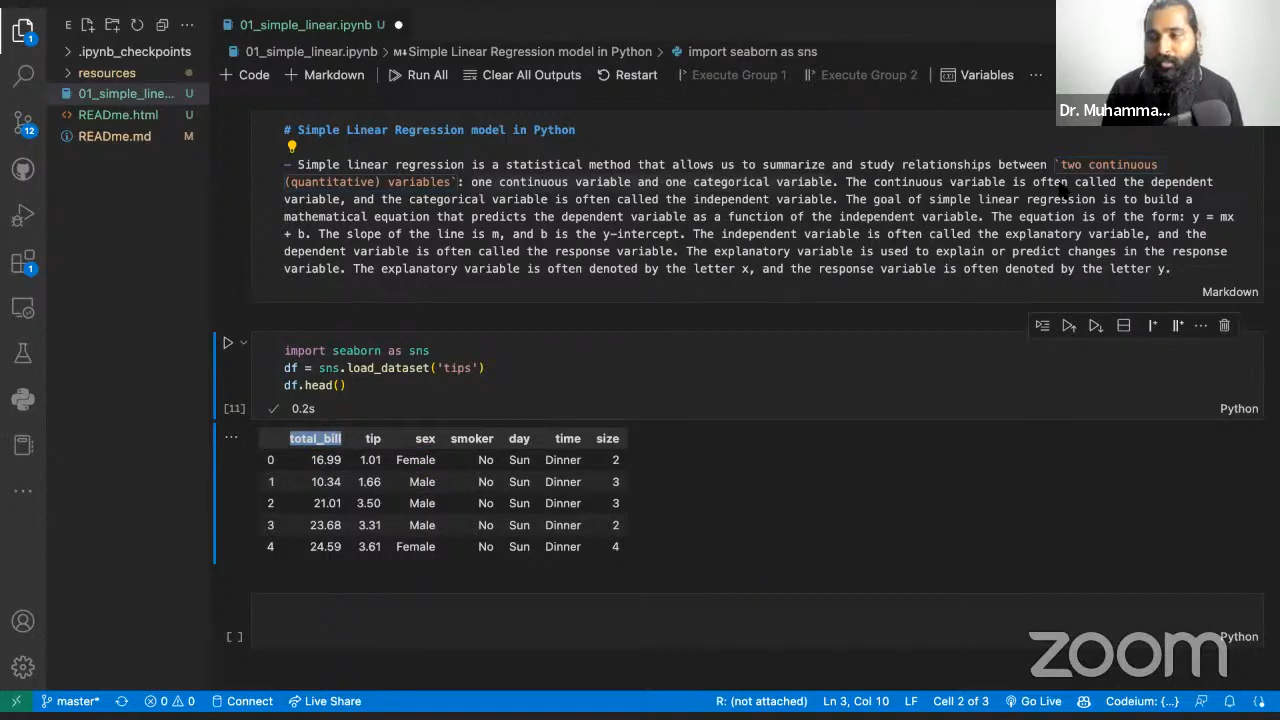 E
01_simple_linear.ipynb U
.ipynb_checkpoints
resources
01_simple_line... U
READme.html U
READme.md M
1
12
1
01_simple_linear.ipynb > M↓Simple Linear Regression model in Python > import seaborn as sns
+ Code + Markdown Run All Clear All Outputs Restart Execute Group 1 Execute Group 2 Variables ...
Dr. Muhamma...
# Simple Linear Regression model in Python
– Simple linear regression is a statistical method that allows us to summarize and study relationships between `two continuous
(quantitative) variables`: one continuous variable and one categorical variable. The continuous variable is often called the dependent
variable, and the categorical variable is often called the independent variable. The goal of simple linear regression is to build a
mathematical equation that predicts the dependent variable as a function of the independent variable. The equation is of the form: y = mx
+ b. The slope of the line is m, and b is the y-intercept. The independent variable is often called the explanatory variable, and the
dependent variable is often called the response variable. The explanatory variable is used to explain or predict changes in the response
variable. The explanatory variable is often denoted by the letter x, and the response variable is often denoted by the letter y.
Markdown
import seaborn as sns
df = sns.load_dataset('tips')
df.head()
[11] ✓ 0.2s Python
total_bill tip sex smoker day time size
0 16.99 1.01 Female No Sun Dinner 2
1 10.34 1.66 Male No Sun Dinner 3
2 21.01 3.50 Male No Sun Dinner 3
3 23.68 3.31 Male No Sun Dinner 2
4 24.59 3.61 Female No Sun Dinner 4
[ ] Python
zoom
master* 0 0 Connect Live Share R: (not attached) Ln 3, Col 10 LF Cell 2 of 3 Go Live Codeium: {...}